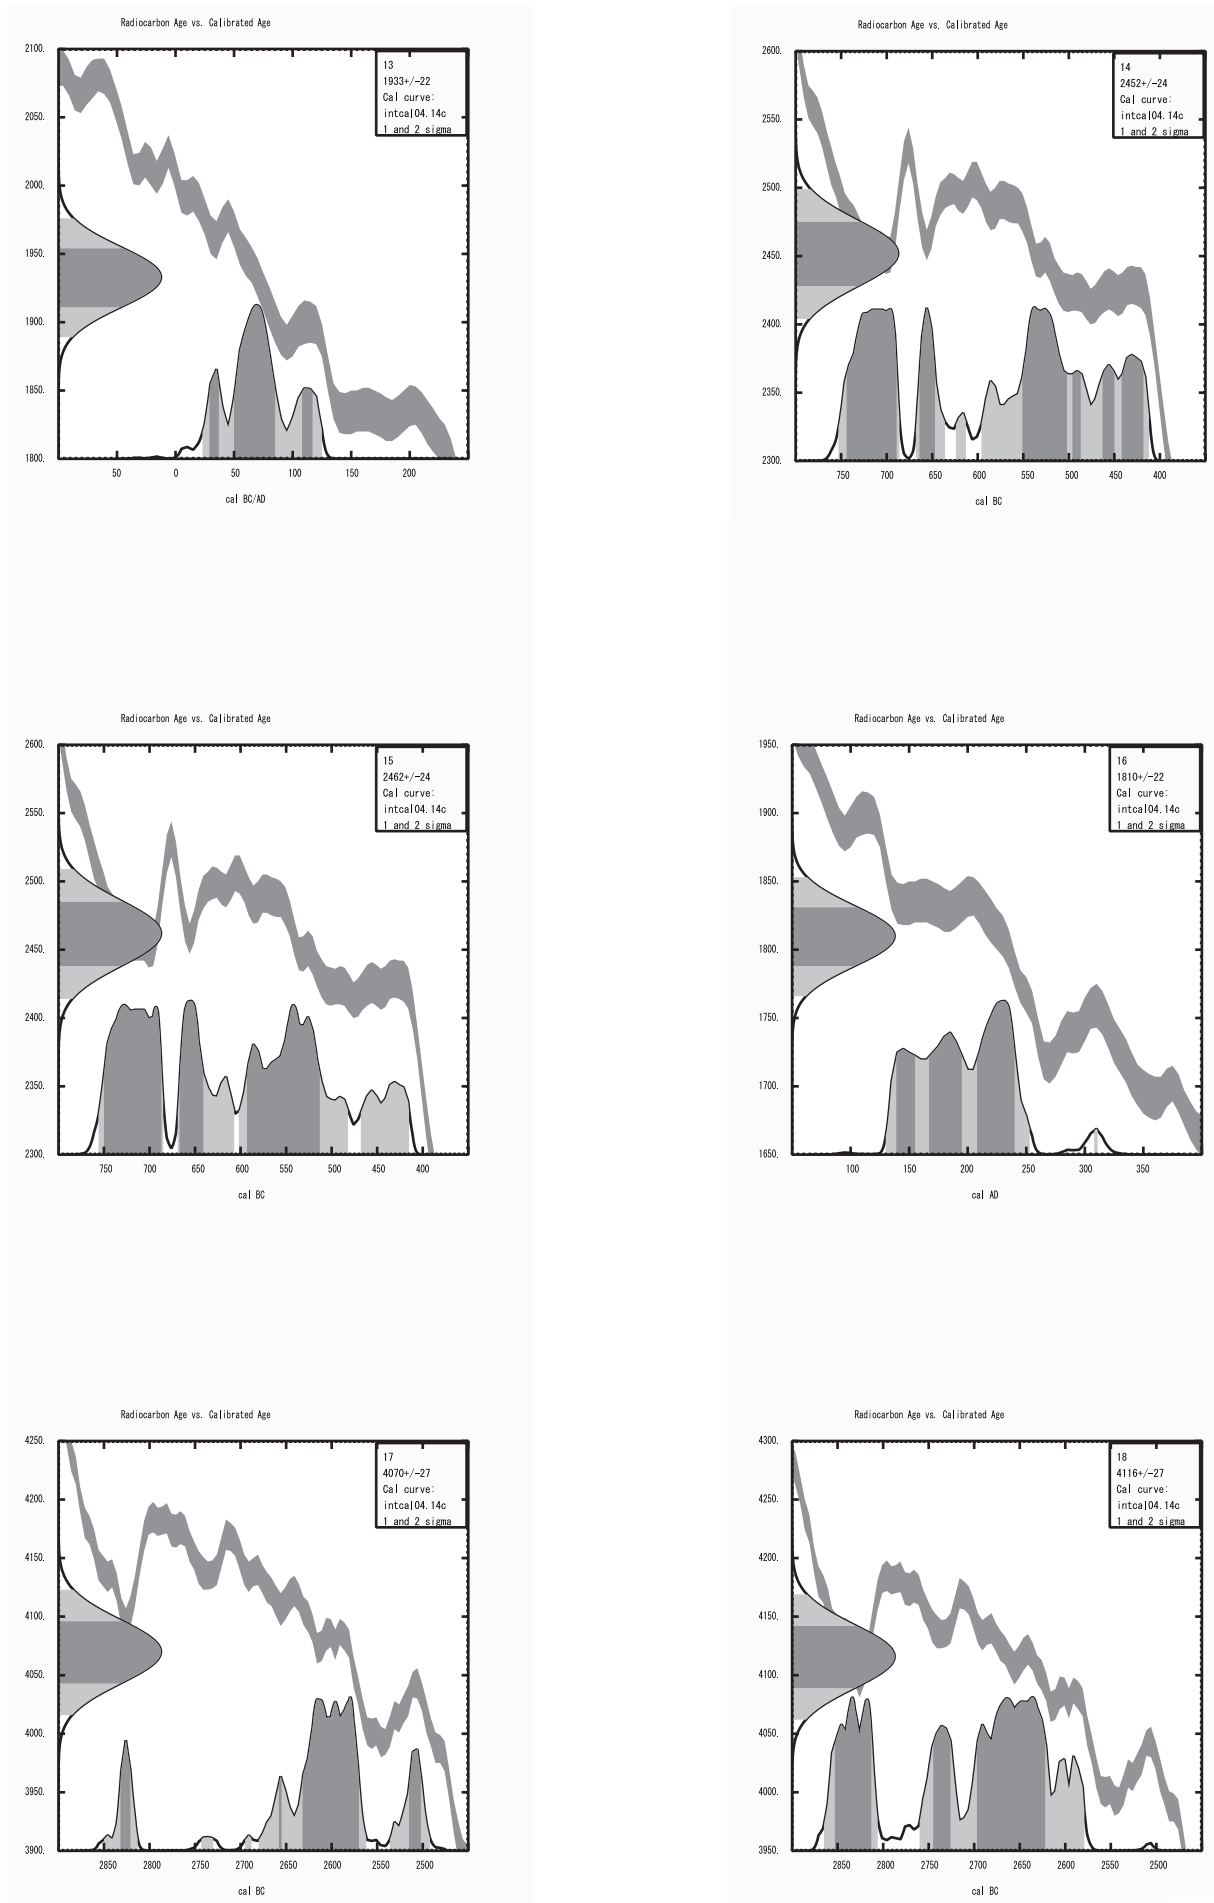 Radiocarbon Age vs. Calibrated Age
2100.
2050.
2000.
1950.
1900.
1850.
1800.
13
1933+/-22
Cal curve:
intcal04.14c
1 and 2 sigma
50 0 50 100 150 200
cal BC/AD
Radiocarbon Age vs. Calibrated Age
2600.
2550.
2500.
2450.
2400.
2350.
2300.
14
2452+/-24
Cal curve:
intcal04.14c
1 and 2 sigma
750 700 650 600 550 500 450 400
cal BC
Radiocarbon Age vs. Calibrated Age
2600.
2550.
2500.
2450.
2400.
2350.
2300.
15
2462+/-24
Cal curve:
intcal04.14c
1 and 2 sigma
750 700 650 600 550 500 450 400
cal BC
Radiocarbon Age vs. Calibrated Age
1950.
1900.
1850.
1800.
1750.
1700.
1650.
16
1810+/-22
Cal curve:
intcal04.14c
1 and 2 sigma
100 150 200 250 300 350
cal AD
Radiocarbon Age vs. Calibrated Age
4250.
4200.
4150.
4100.
4050.
4000.
3950.
3900.
17
4070+/-27
Cal curve:
intcal04.14c
1 and 2 sigma
2850 2800 2750 2700 2650 2600 2550 2500
cal BC
Radiocarbon Age vs. Calibrated Age
4300.
4250.
4200.
4150.
4100.
4050.
4000.
3950.
18
4116+/-27
Cal curve:
intcal04.14c
1 and 2 sigma
2850 2800 2750 2700 2650 2600 2550 2500
cal BC